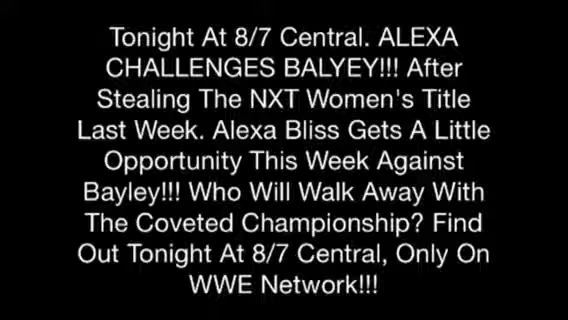 Tonight At 8/7 Central. ALEXA
CHALLENGES BALYEY!!! After
Stealing The NXT Women's Title
Last Week. Alexa Bliss Gets A Little
Opportunity This Week Against
Bayley!!! Who Will Walk Away With
The Coveted Championship? Find
Out Tonight At 8/7 Central, Only On
WWE Network!!!